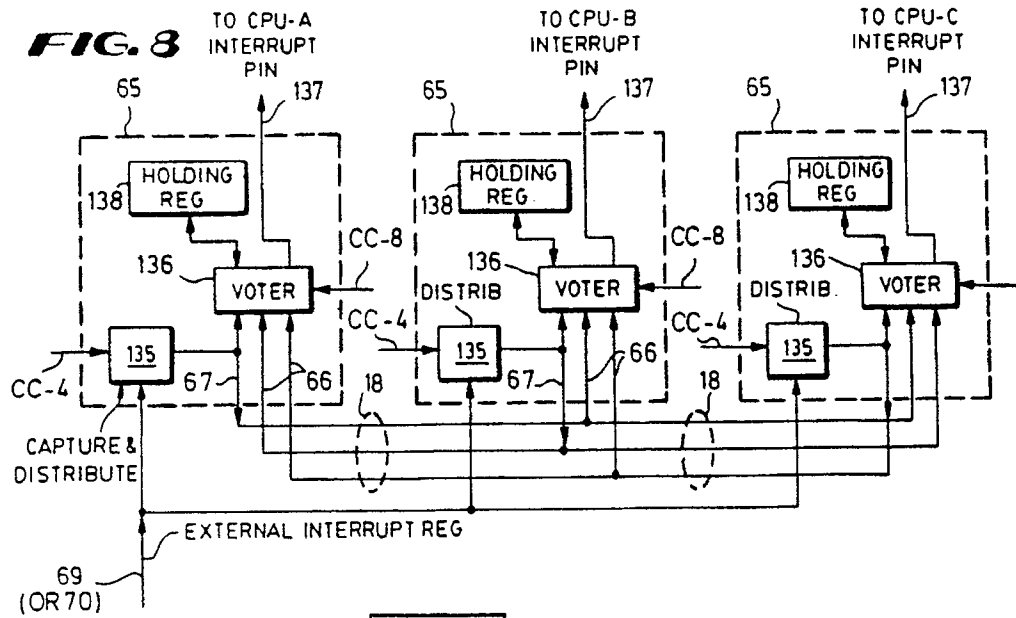 FIG. 8
TO CPU-A
INTERRUPT
PIN
TO CPU-B
INTERRUPT
PIN
TO CPU-C
INTERRUPT
PIN
65
137
65
137
65
137
HOLDING
REG
138
HOLDING
REG.
138
HOLDING
REG.
138
CC-8
CC-8
136
VOTER
136
VOTER
136
VOTER
DISTRIB
DISTRIB.
CC-4
135
CC-4
135
CC-4
135
67
66
67
66
18
18
CAPTURE &
DISTRIBUTE
EXTERNAL INTERRUPT REG
69
(OR 70)